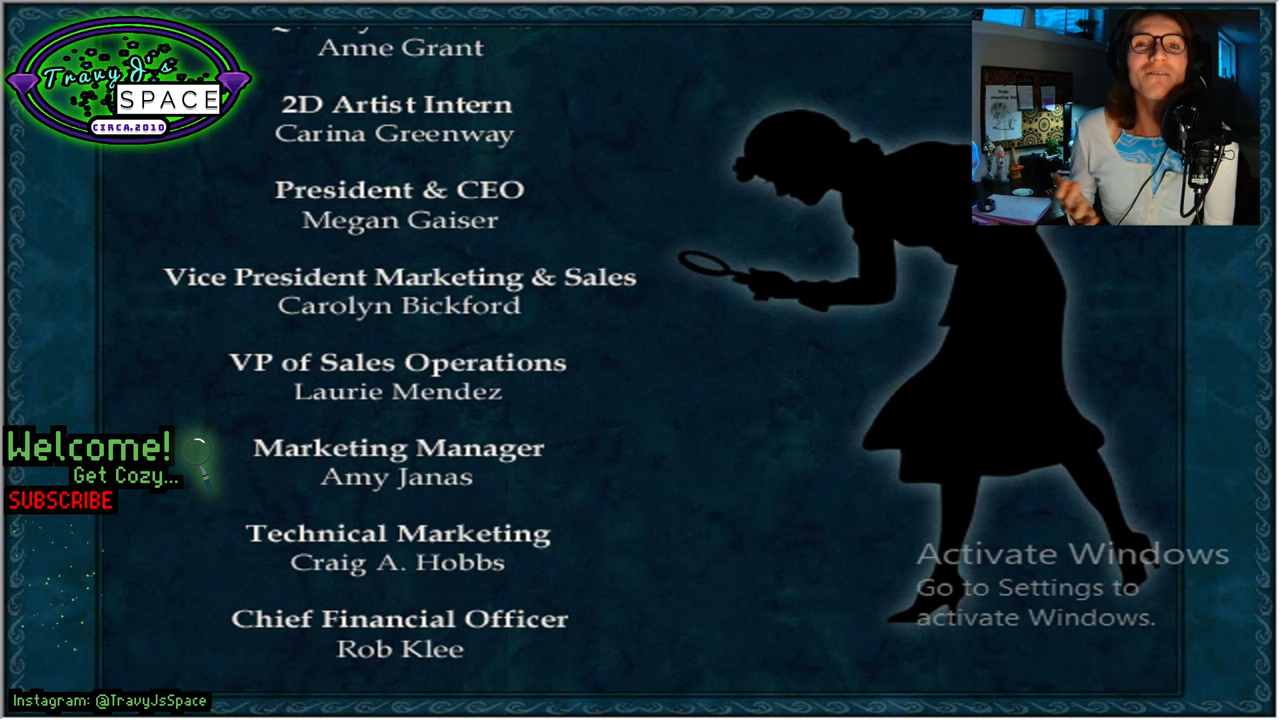 Travy J's
SPACE
CIRCA.2010
Anne Grant
2D Artist Intern
Carina Greenway
President & CEO
Megan Gaiser
Vice President Marketing & Sales
Carolyn Bickford
VP of Sales Operations
Laurie Mendez
Marketing Manager
Amy Janas
Technical Marketing
Craig A. Hobbs
Chief Financial Officer
Rob Klee
Welcome!
Get Cozy...
SUBSCRIBE
Activate Windows
Go to Settings to
activate Windows.
Instagram: @TravyJsSpace